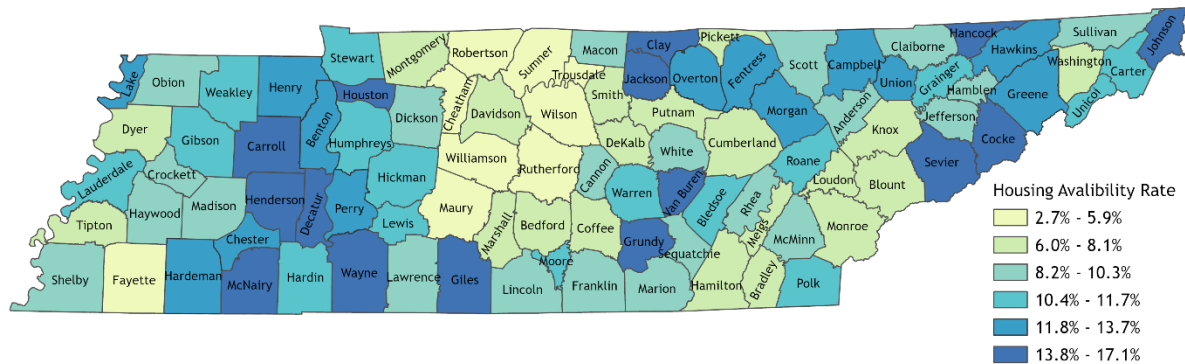 Stewart
Montgomery
Robertson
Sumner
Macon
Clay
Pickett
Scott
Claiborne
Hancock
Hawkins
Sullivan
Johnson
Lake
Obion
Weakley
Henry
Houston
Cheatham
Trousdale
Jackson
Overton
Fentress
Campbell
Union
Grainger
Hamblen
Washington
Carter
Unicoi
Dyer
Gibson
Carroll
Benton
Humphreys
Dickson
Davidson
Wilson
Smith
Putnam
Morgan
Anderson
Jefferson
Greene
Lauderdale
Crockett
Haywood
Madison
Henderson
Decatur
Perry
Hickman
Williamson
Rutherford
Cannon
DeKalb
White
Cumberland
Roane
Knox
Sevier
Cocke
Tipton
Chester
Lewis
Maury
Marshall
Bedford
Coffee
Warren
Van Buren
Bledsoe
Rhea
Meigs
Loudon
Blount
Monroe
McMinn
Shelby
Fayette
Hardeman
McNairy
Hardin
Wayne
Lawrence
Giles
Lincoln
Moore
Franklin
Grundy
Sequatchie
Marion
Hamilton
Bradley
Polk
Housing Avalibility Rate
2.7% - 5.9%
6.0% - 8.1%
8.2% - 10.3%
10.4% - 11.7%
11.8% - 13.7%
13.8% - 17.1%